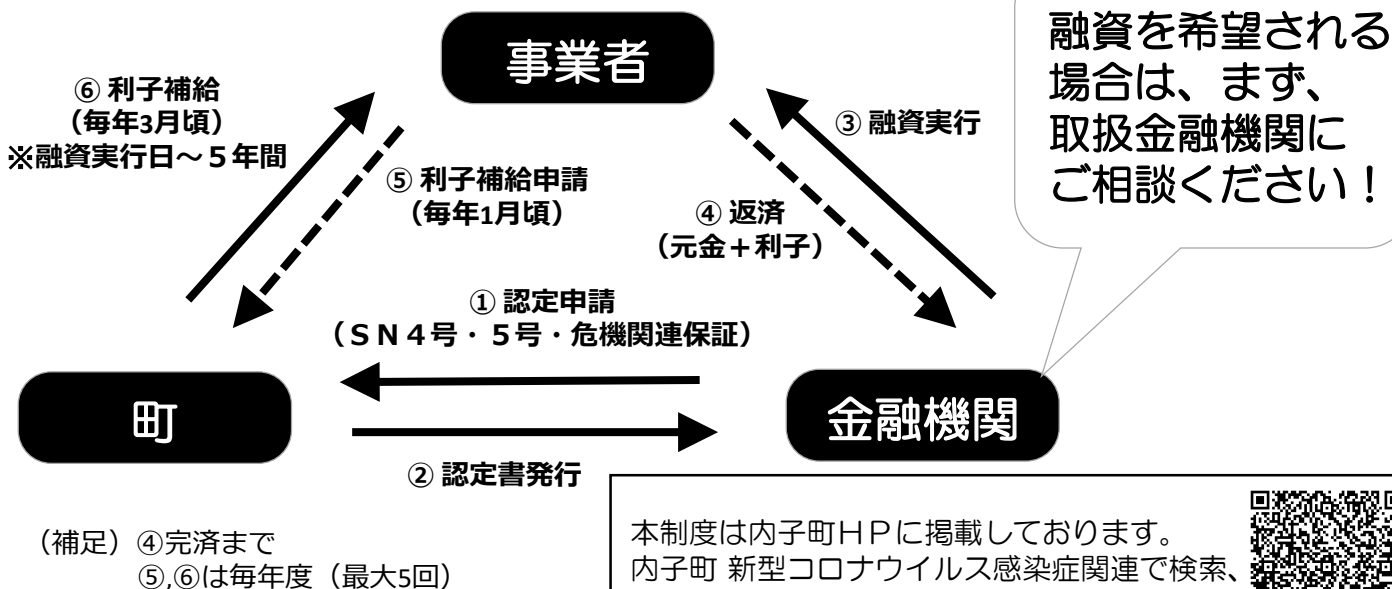 融資を希望される
場合は、まず、
取扱金融機関に
ご相談ください！
事業者
⑥ 利子補給
（毎年3月頃）
※融資実行日～５年間
③ 融資実行
⑤ 利子補給申請
（毎年1月頃）
④ 返済
（元金＋利子）
① 認定申請
（ＳＮ４号・５号・危機関連保証）
町
金融機関
② 認定書発行
（補足）④完済まで
⑤,⑥は毎年度（最大5回）
本制度は内子町ＨＰに掲載しております。
内子町 新型コロナウイルス感染症関連で検索、